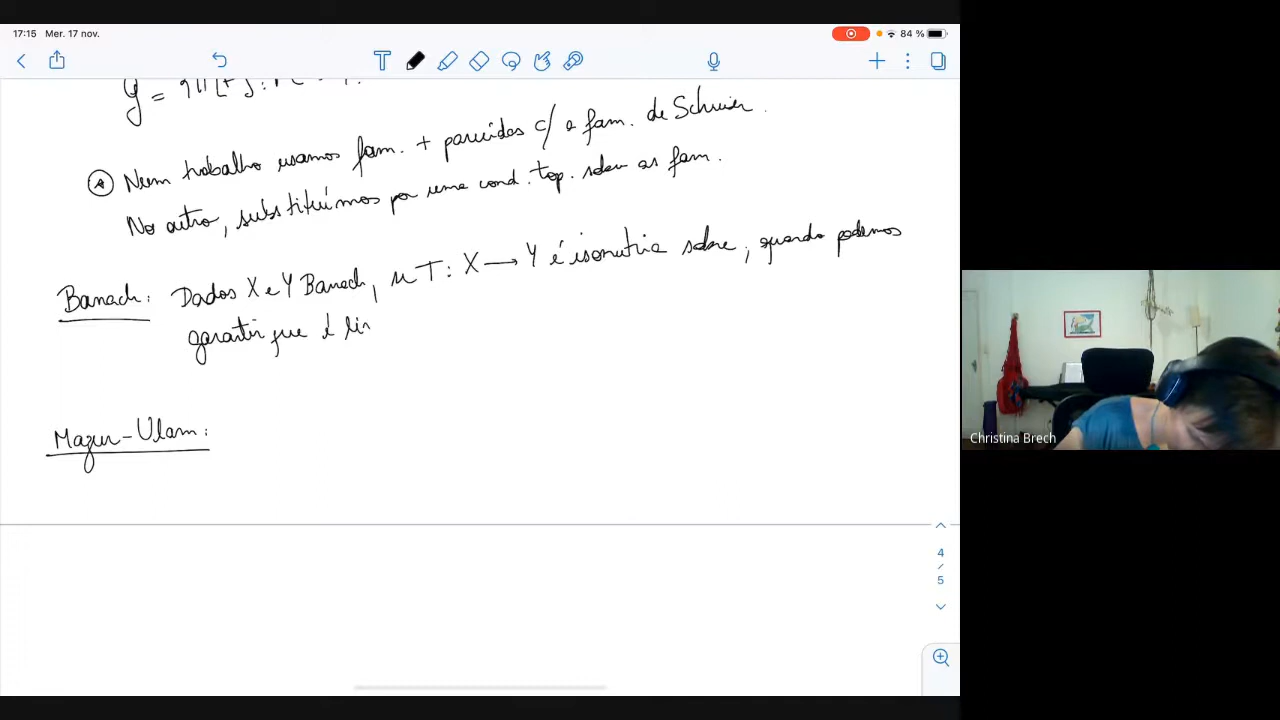 17:15 Mer. 17 nov.
84 %
Num trabalho usamos fam. + parecidas c/ a fam. de Schreier.
No outro, substituímos por uma cond. top. sobre as fam.
Banach: Dados X e Y Banach, se T: X → Y é isometria sobre, quando podemos
garantir que é lin
Mazur-Ulam:
Christina Brech
4
/
5